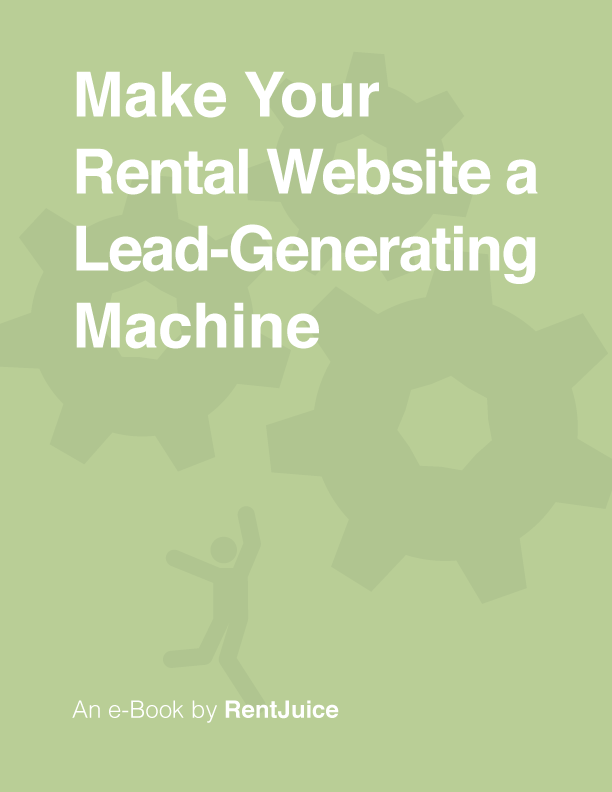 Make Your
Rental Website a
Lead-Generating
Machine
An e-Book by RentJuice